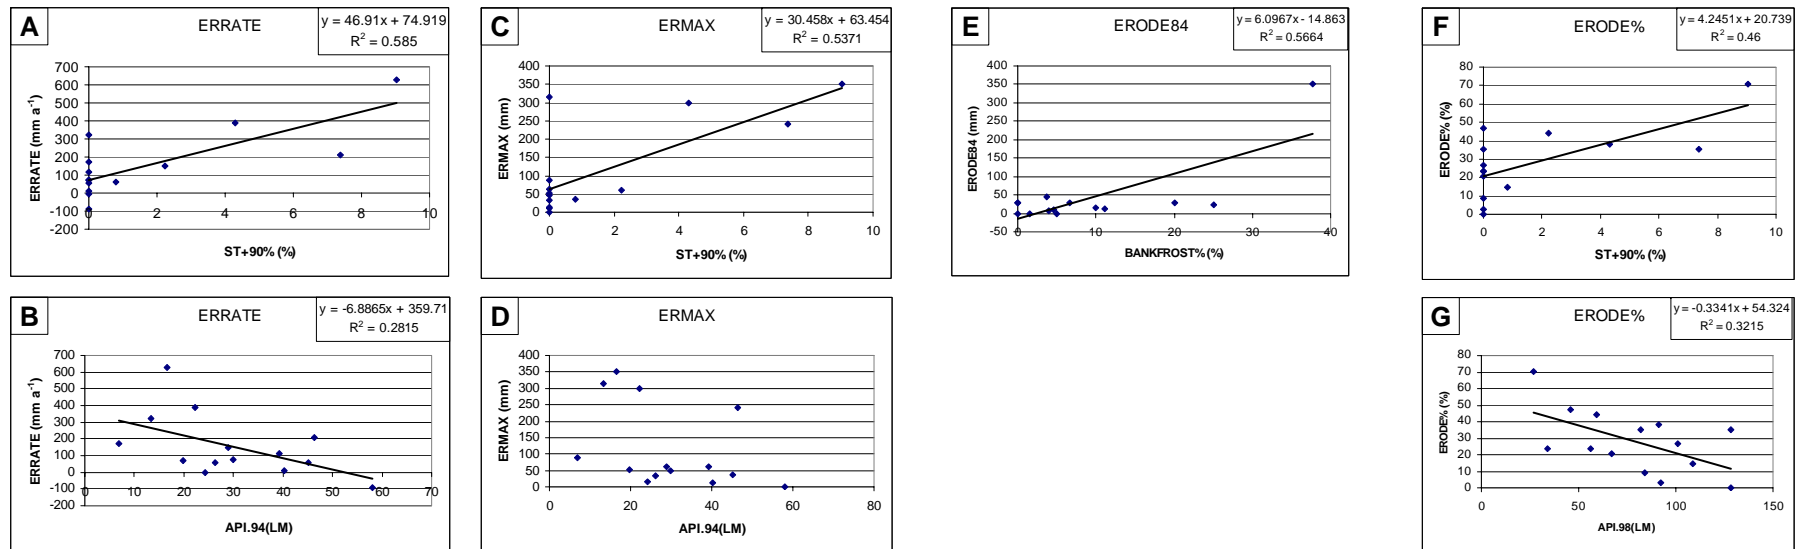 A
ERRATE
y = 46.91x + 74.919
R² = 0.585
700
600
500
400
300
200
100
0
-100
-200
0 2 4 6 8 10
ERRATE (mm a⁻¹)
ST+90% (%)
C
ERMAX
y = 30.458x + 63.454
R² = 0.5371
400
350
300
250
200
150
100
50
0
0 2 4 6 8 10
ERMAX (mm)
ST+90% (%)
E
ERODE84
y = 6.0967x - 14.863
R² = 0.5664
400
350
300
250
200
150
100
50
0
-50
0 10 20 30 40
ERODE84 (mm)
BANKFROST% (%)
F
ERODE%
y = 4.2451x + 20.739
R² = 0.46
80
70
60
50
40
30
20
10
0
0 2 4 6 8 10
ERODE% (%)
ST+90% (%)
B
ERRATE
y = -6.8865x + 359.71
R² = 0.2815
700
600
500
400
300
200
100
0
-100
-200
0 10 20 30 40 50 60 70
ERRATE (mm a⁻¹)
API.94(LM)
D
ERMAX
400
350
300
250
200
150
100
50
0
0 20 40 60 80
ERMAX (mm)
API.94(LM)
G
ERODE%
y = -0.3341x + 54.324
R² = 0.3215
80
70
60
50
40
30
20
10
0
0 50 100 150
ERODE% (%)
API.98(LM)